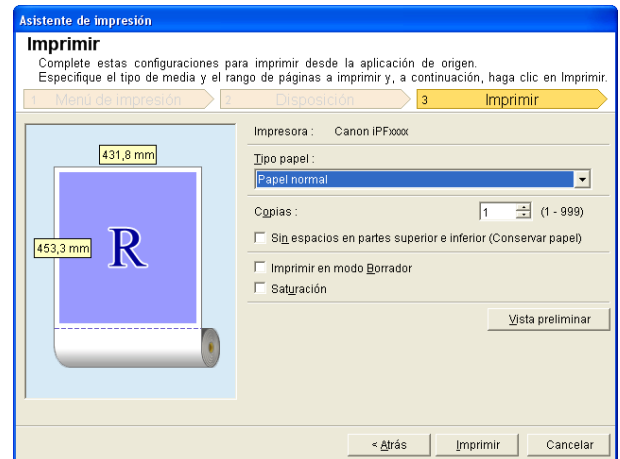 Asistente de impresión
Imprimir
Complete estas configuraciones para imprimir desde la aplicación de origen.
Especifique el tipo de media y el rango de páginas a imprimir y, a continuación, haga clic en Imprimir.
1 Menú de impresión 2 Disposición 3 Imprimir
Impresora : Canon iPFxxxx
431,8 mm
Tipo papel :
Papel normal
Copias : 1 (1 - 999)
453,3 mm
R
Sin espacios en partes superior e inferior (Conservar papel)
Imprimir en modo Borrador
Saturación
Vista preliminar
< Atrás Imprimir Cancelar